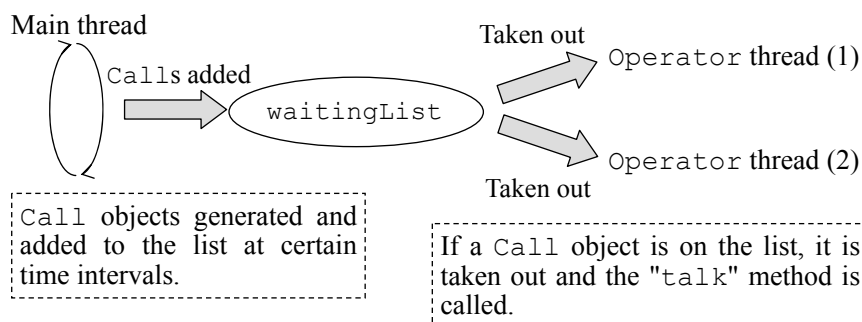 Main thread
Calls added
waitingList
Taken out
Operator thread (1)
Operator thread (2)
Taken out
Call objects generated and
added to the list at certain
time intervals.
If a Call object is on the list, it is
taken out and the "talk" method is
called.